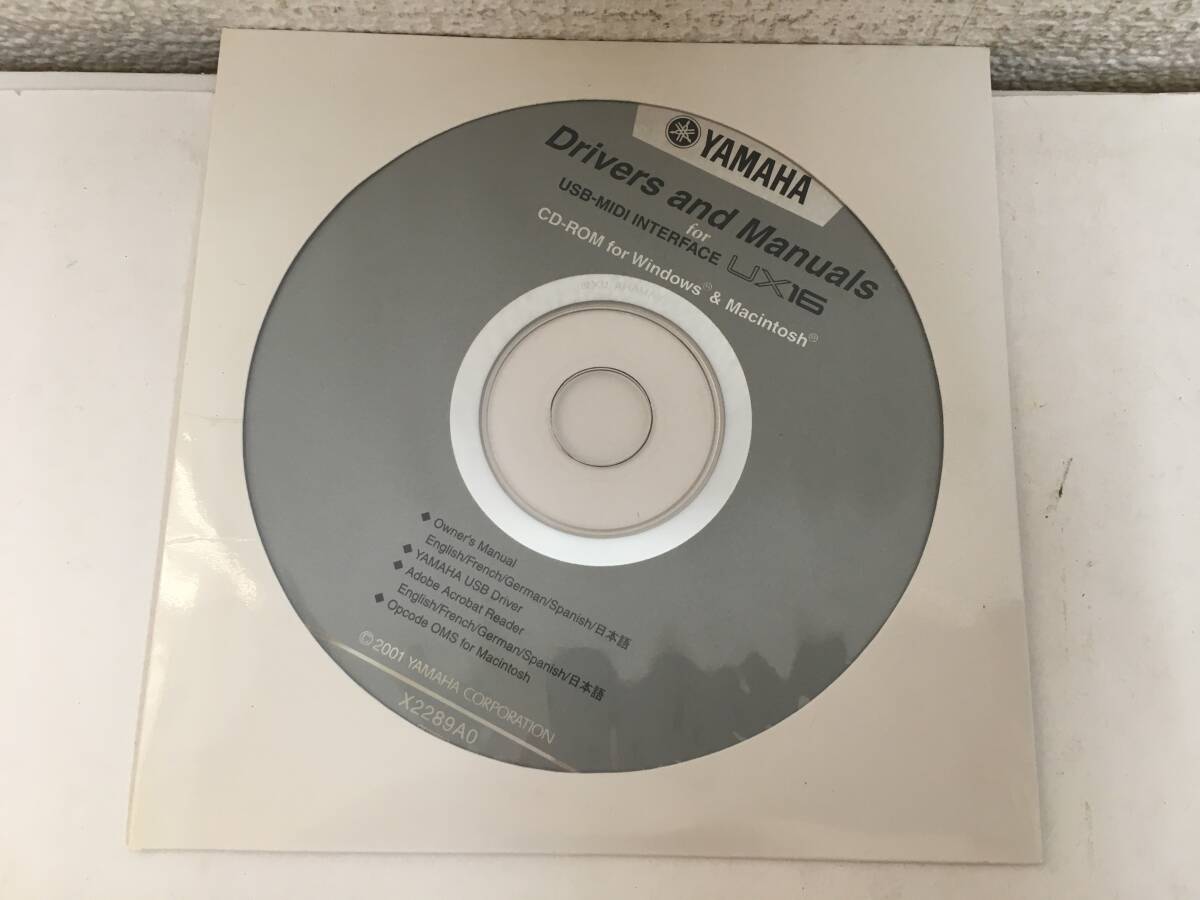 YAMAHA
Drivers and Manuals
for
USB-MIDI INTERFACE UX16
CD-ROM for Windows® & Macintosh®
◆ Owner's Manual
English/French/German/Spanish/日本語
◆ YAMAHA USB Driver
◆ Adobe Acrobat Reader
English/French/German/Spanish/日本語
◆ Opcode OMS for Macintosh
© 2001 YAMAHA CORPORATION
X2289A0